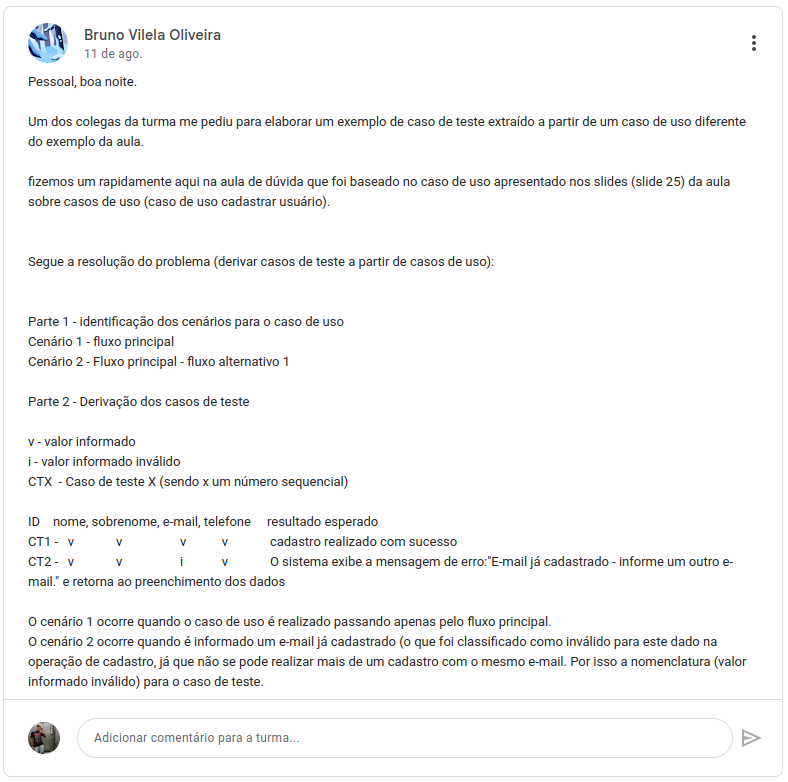 Bruno Vilela Oliveira
11 de ago.
Pessoal, boa noite.
Um dos colegas da turma me pediu para elaborar um exemplo de caso de teste extraído a partir de um caso de uso diferente
do exemplo da aula.
fizemos um rapidamente aqui na aula de dúvida que foi baseado no caso de uso apresentado nos slides (slide 25) da aula
sobre casos de uso (caso de uso cadastrar usuário).
Segue a resolução do problema (derivar casos de teste a partir de casos de uso):
Parte 1 - identificação dos cenários para o caso de uso
Cenário 1 - fluxo principal
Cenário 2 - Fluxo principal - fluxo alternativo 1
Parte 2 - Derivação dos casos de teste
v - valor informado
i - valor informado inválido
CTX  - Caso de teste X (sendo x um número sequencial)
ID    nome, sobrenome, e-mail, telefone    resultado esperado
CT1 -   v    v    v    v    cadastro realizado com sucesso
CT2 -   v    v    i    v    O sistema exibe a mensagem de erro:"E-mail já cadastrado - informe um outro e-
mail." e retorna ao preenchimento dos dados
O cenário 1 ocorre quando o caso de uso é realizado passando apenas pelo fluxo principal.
O cenário 2 ocorre quando é informado um e-mail já cadastrado (o que foi classificado como inválido para este dado na
operação de cadastro, já que não se pode realizar mais de um cadastro com o mesmo e-mail. Por isso a nomenclatura (valor
informado inválido) para o caso de teste.
Adicionar comentário para a turma...